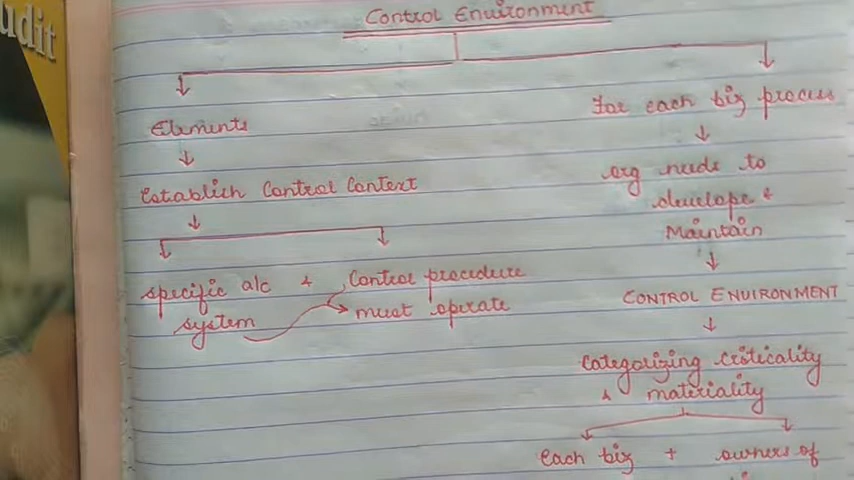 udit
Control Environment
Elements
Establish Control Context
specific a/c & Control procedure
system must operate
For each biz process
org needs to
develope &
Maintain
CONTROL ENVIRONMENT
Categorizing criticality
& materiality
each biz + owners of